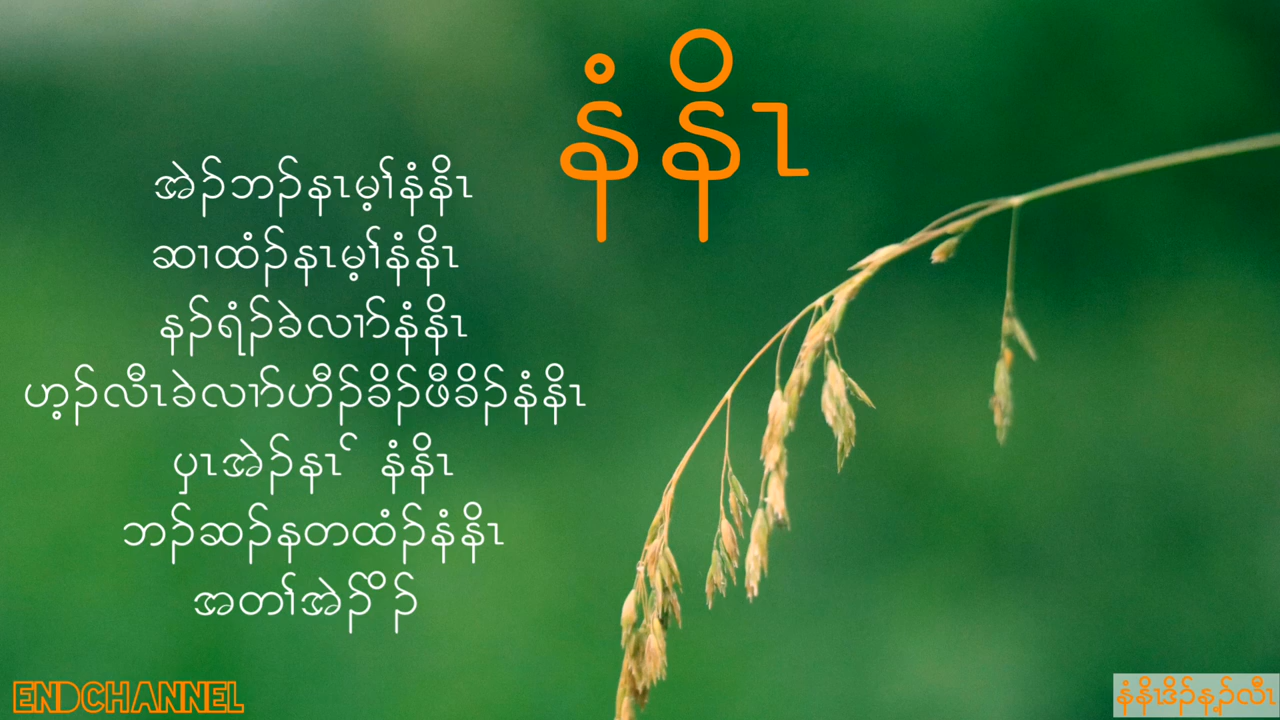 နံနိၤ
အဲၣ်ဘၣ်နၤမ့ၢ်နံနိၤ
ဆၢထံၣ်နၤမ့ၢ်နံနိၤ
နၣ်ရံၣ်ခဲလၢာ်နံနိၤ
ဟ့ၣ်လီၤခဲလၢာ်ဟီၣ်ခိၣ်ဖီခိၣ်နံနိၤ
ပှၤအဲၣ်နၤ် နံနိၤ
ဘၣ်ဆၣ်နတထံၣ်နံနိၤ
အတၢ်အဲၣ်ိၣ်
ENDCHANNEL
နံနိၤဒိၣ်န့ၣ်လီၤ